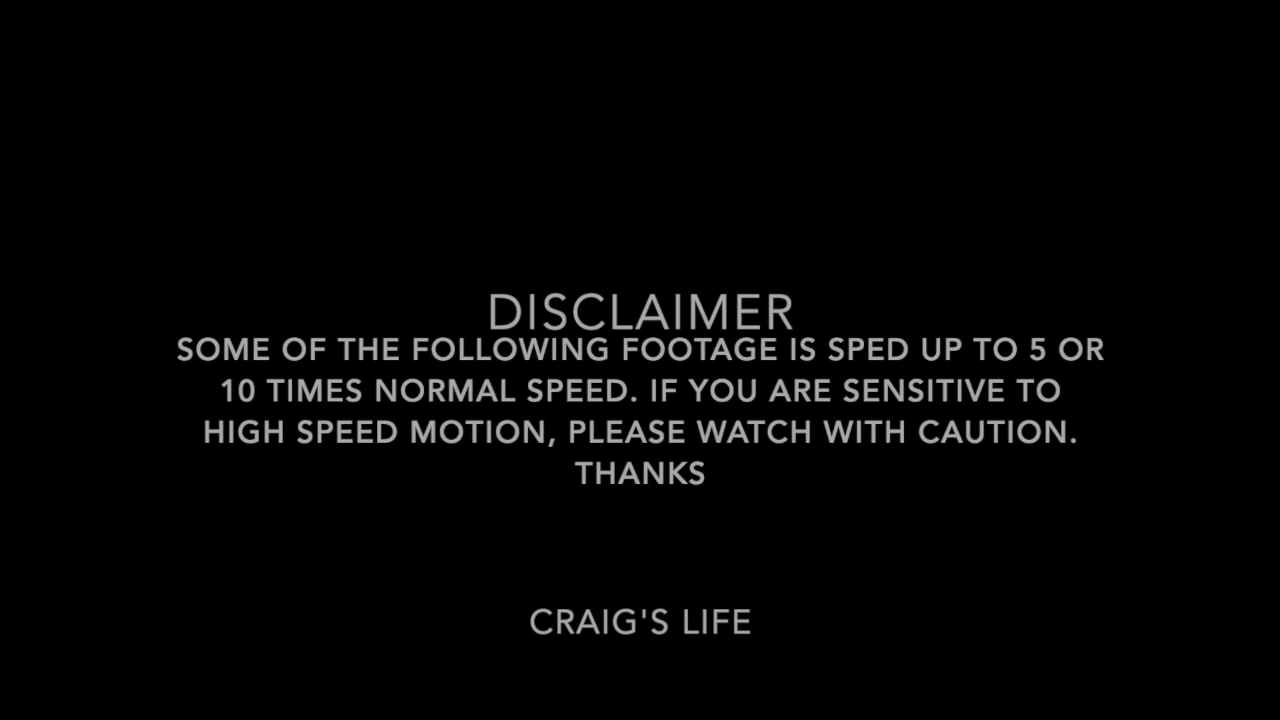 DISCLAIMER
SOME OF THE FOLLOWING FOOTAGE IS SPED UP TO 5 OR
10 TIMES NORMAL SPEED. IF YOU ARE SENSITIVE TO
HIGH SPEED MOTION, PLEASE WATCH WITH CAUTION.
THANKS
CRAIG'S LIFE